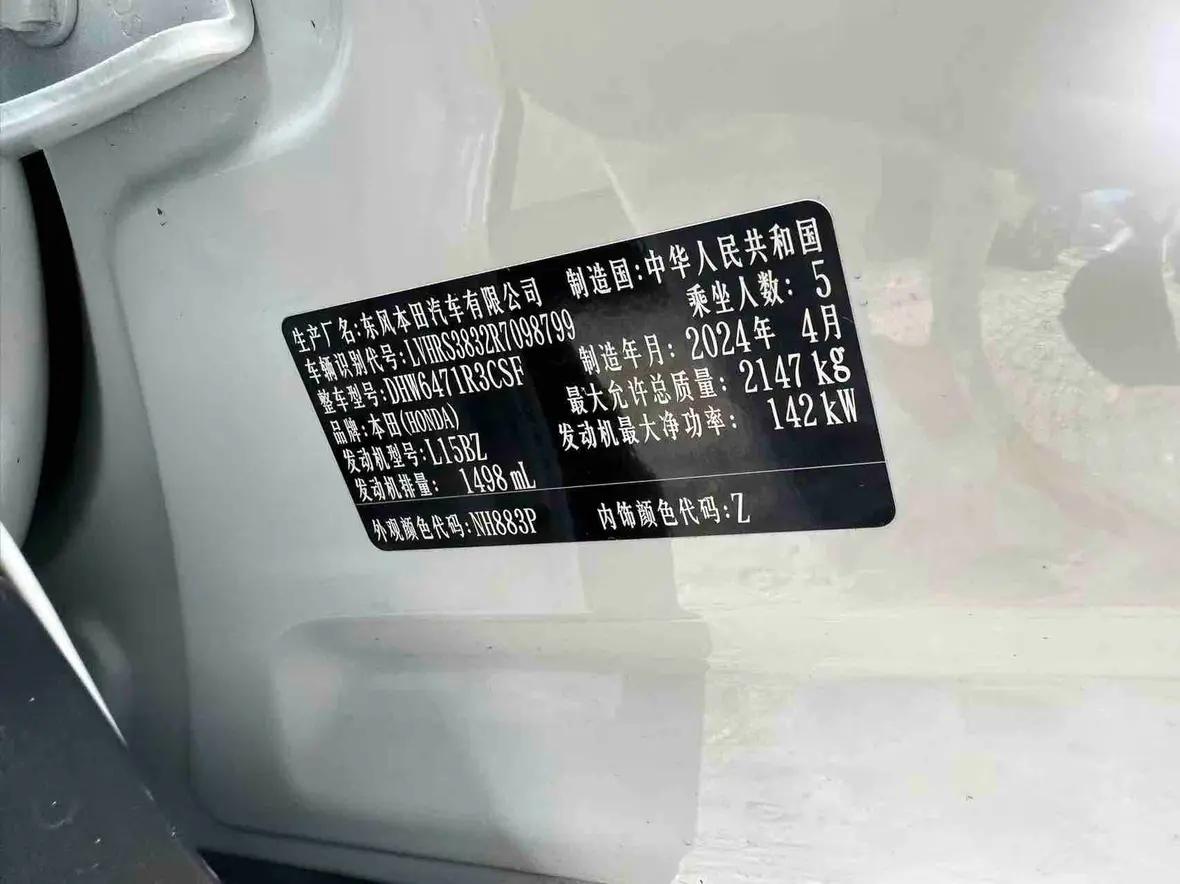 生产厂名:东风本田汽车有限公司 制造国:中华人民共和国
车辆识别代号:LVHRS3832R7098799 乘坐人数: 5
整车型号:DHW6471R3CSF 制造年月: 2024年 4月
品牌:本田(HONDA) 最大允许总质量: 2147 kg
发动机型号:L15BZ 发动机最大净功率: 142 kW
发动机排量: 1498 mL
外观颜色代码:NH883P 内饰颜色代码:Z